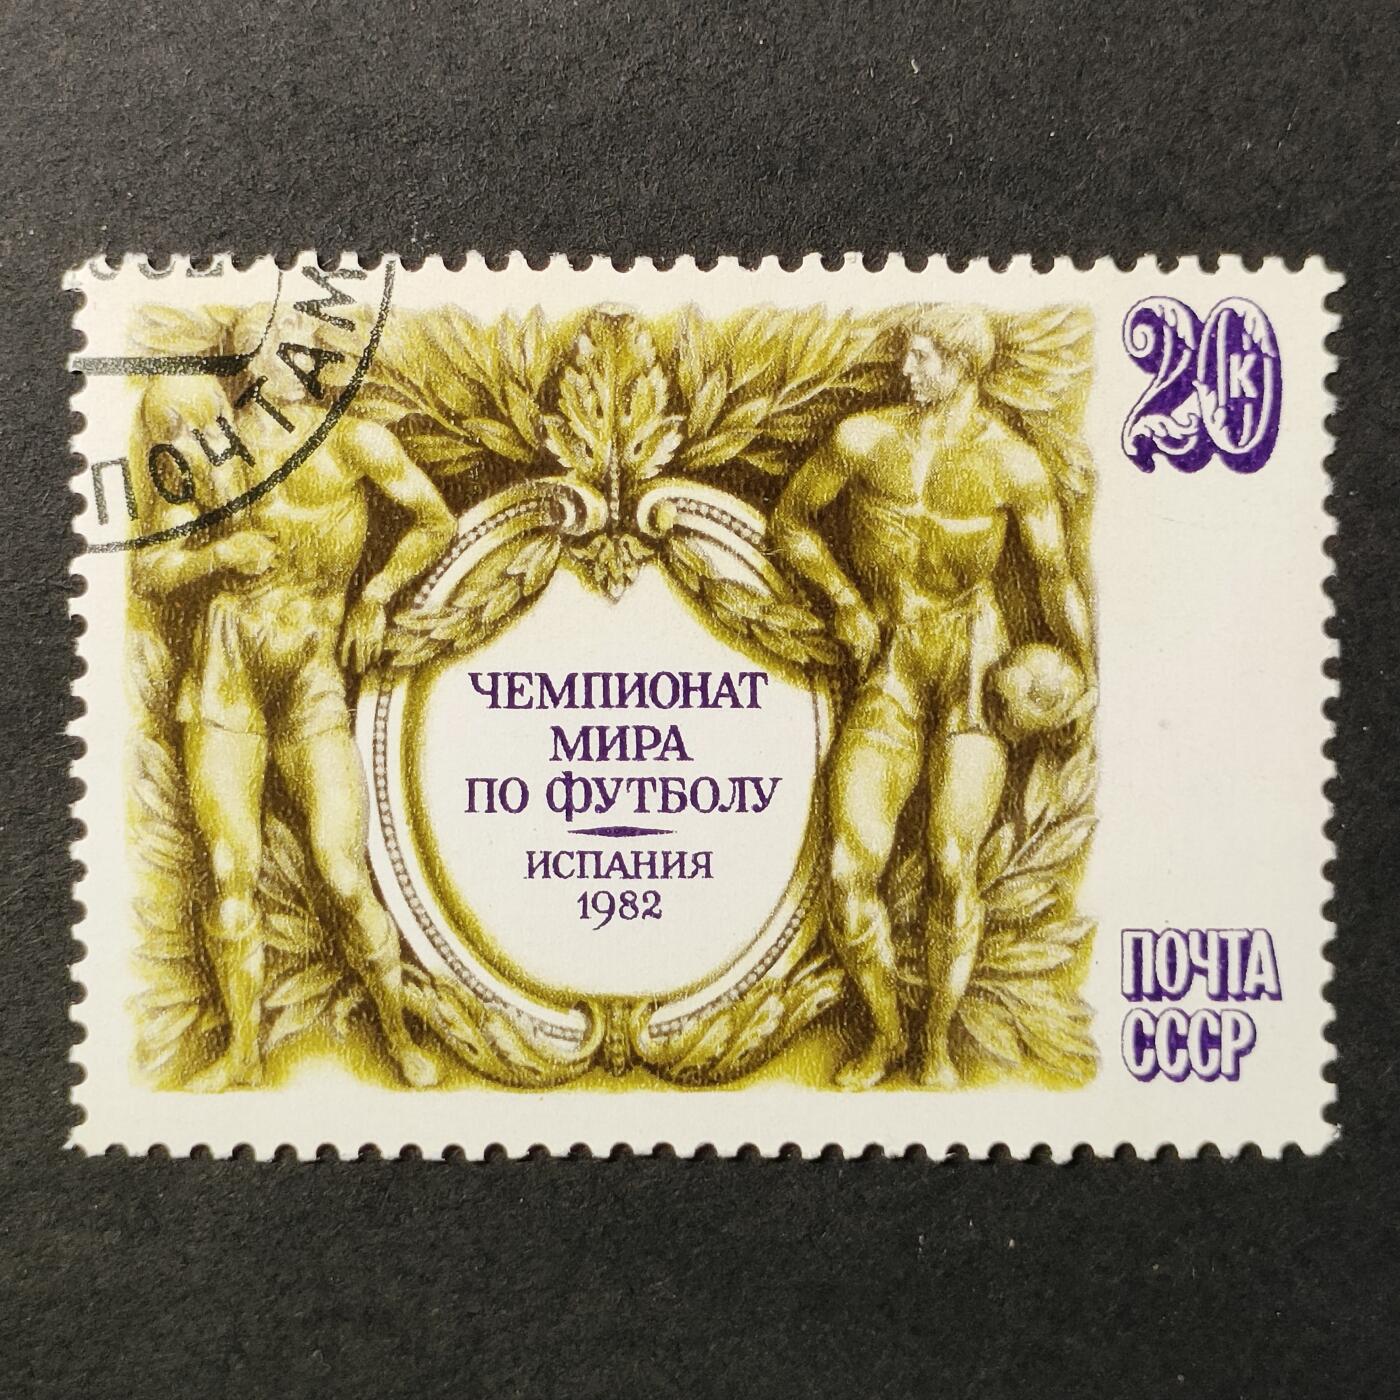 ПОЧТАМ
20
К
ЧЕМПИОНАТ
МИРА
ПО ФУТБОЛУ
ИСПАНИЯ
1982
ПОЧТА
СССР